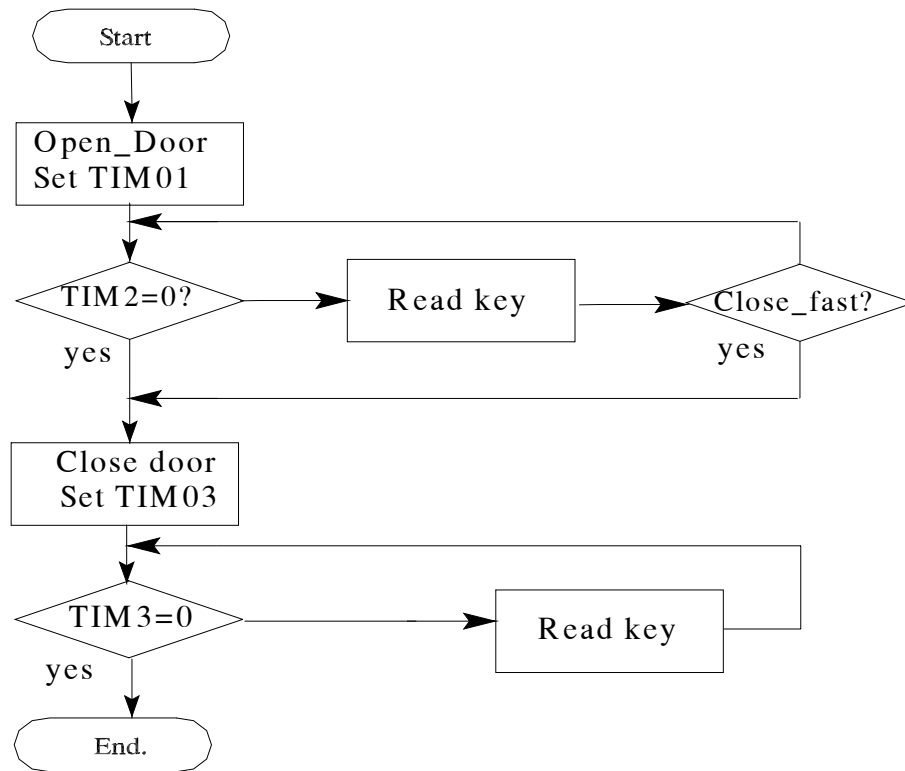 Start
Open_Door
Set TIM01
TIM2=0?
Read key
Close_fast?
yes
yes
Close door
Set TIM03
TIM3=0
Read key
yes
End.